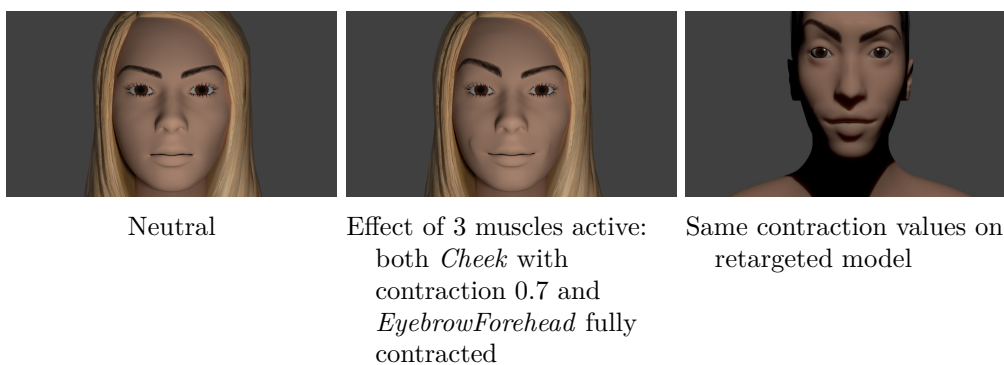 Neutral
Effect of 3 muscles active:
both Cheek with
contraction 0.7 and
EyebrowForehead fully
contracted
Same contraction values on
retargeted model